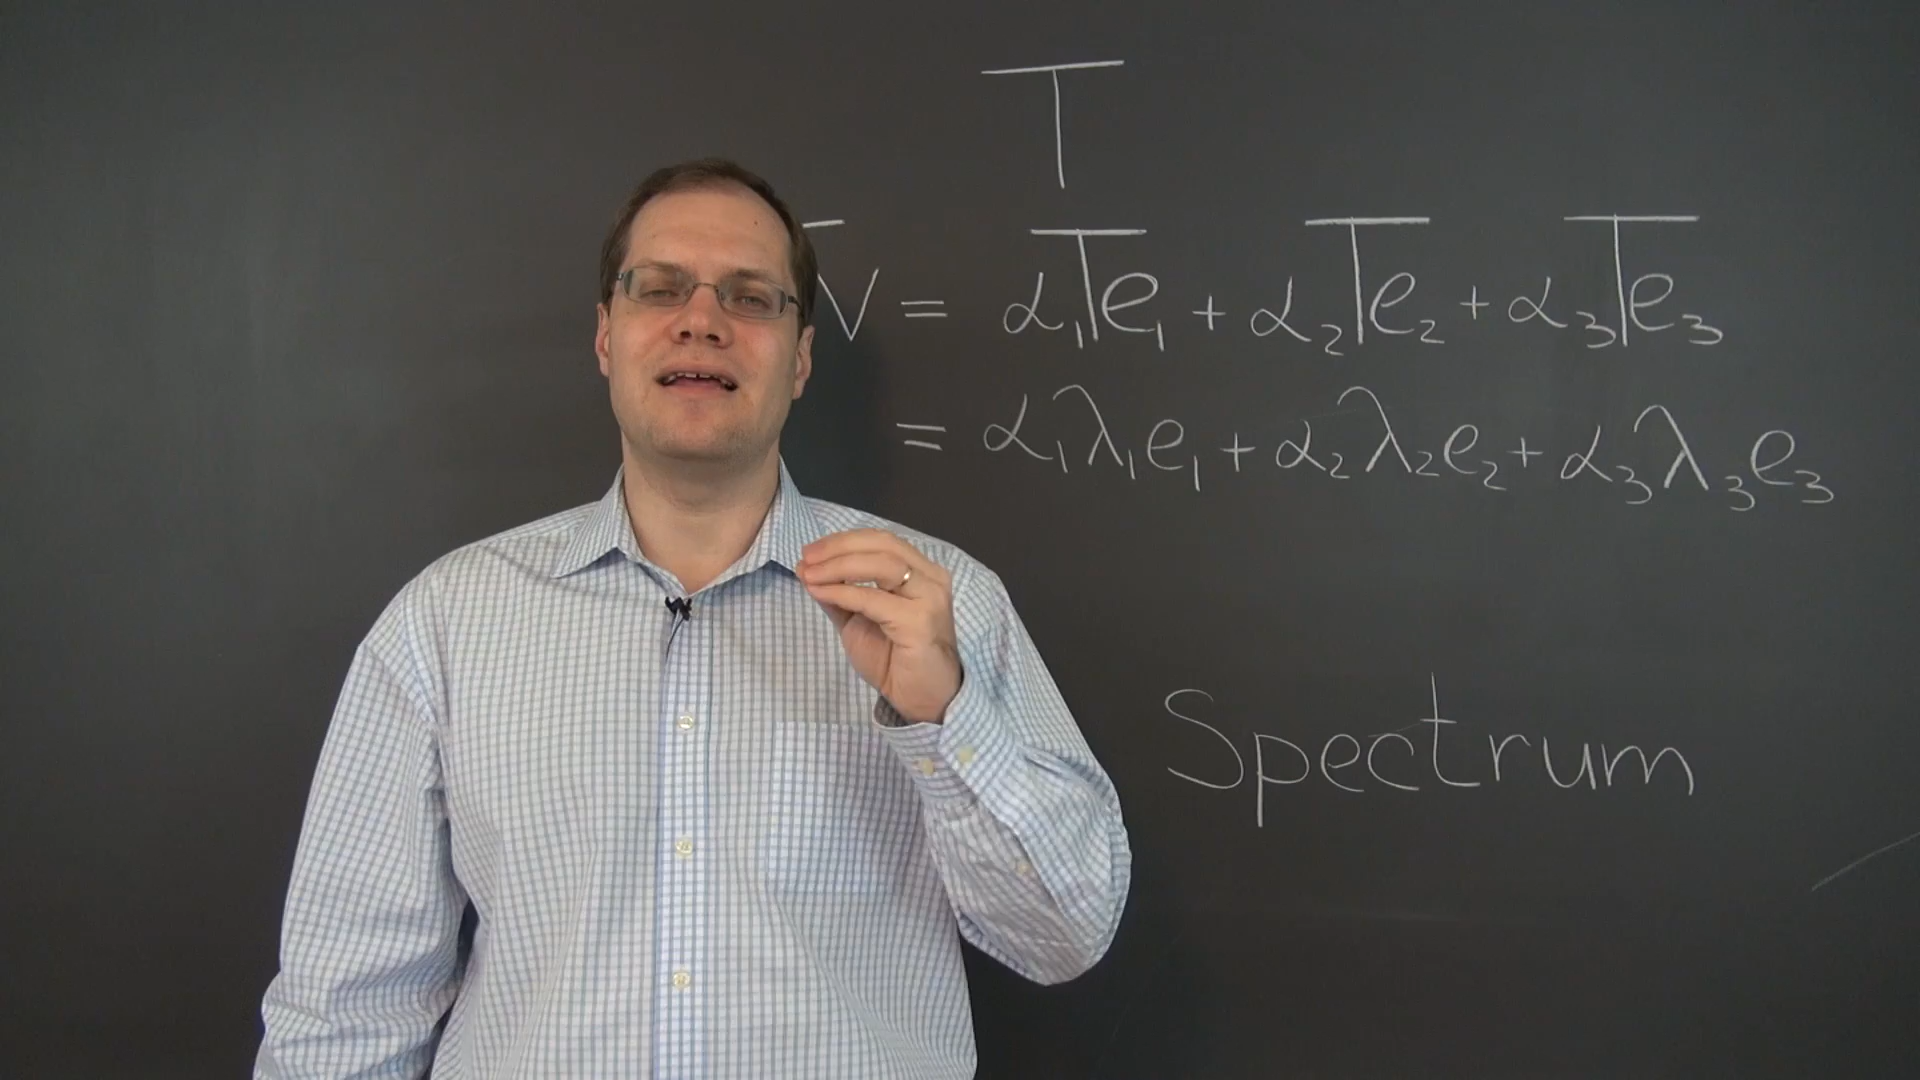 T
TV = α₁Te₁ + α₂Te₂ + α₃Te₃
= α₁λ₁e₁ + α₂λ₂e₂ + α₃λ₃e₃
Spectrum